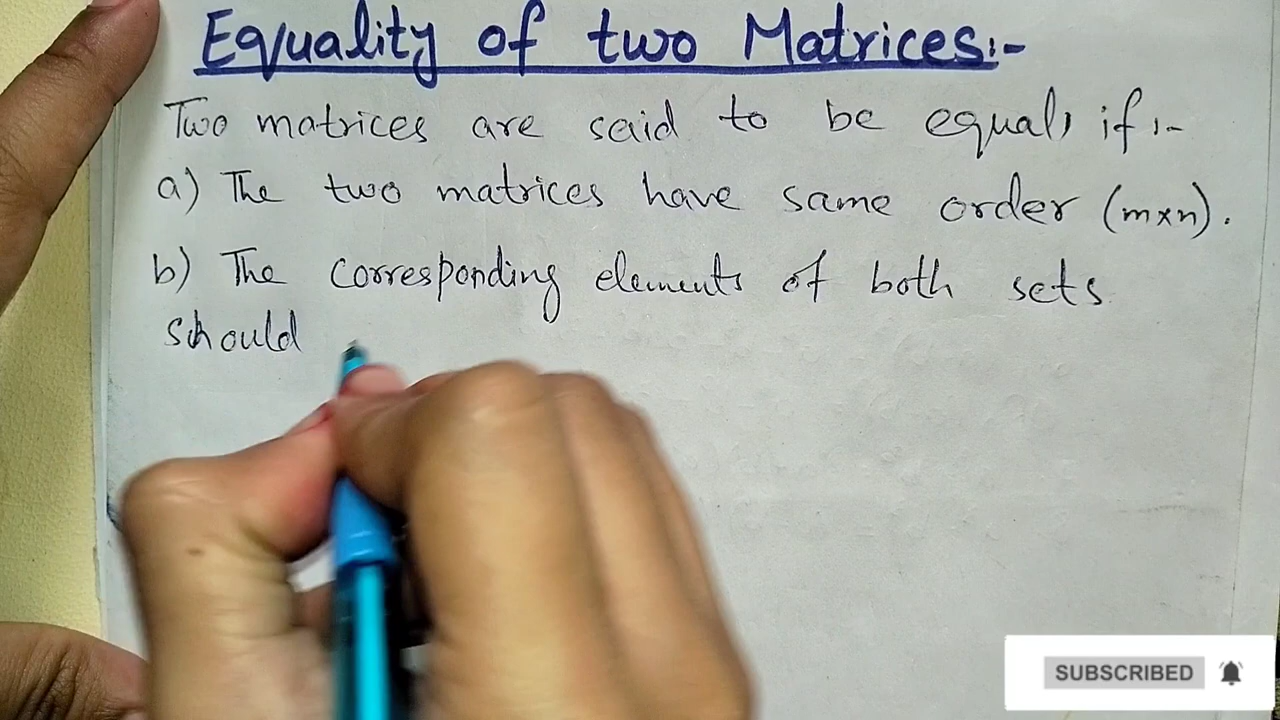 Equality of two Matrices:-
Two matrices are said to be equal, if :-
a) The two matrices have same order (m×n).
b) The corresponding elements of both sets
should
SUBSCRIBED